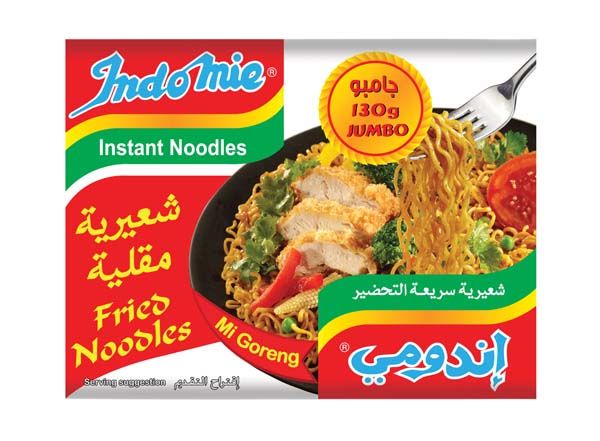 Indomie®
Instant Noodles
شعيرية
مقلية
Fried
Noodles
Mi Goreng
جامبو
130g
JUMBO
شعيرية سريعة التحضير
إندومي®
Serving suggestion إقتراح التقديم